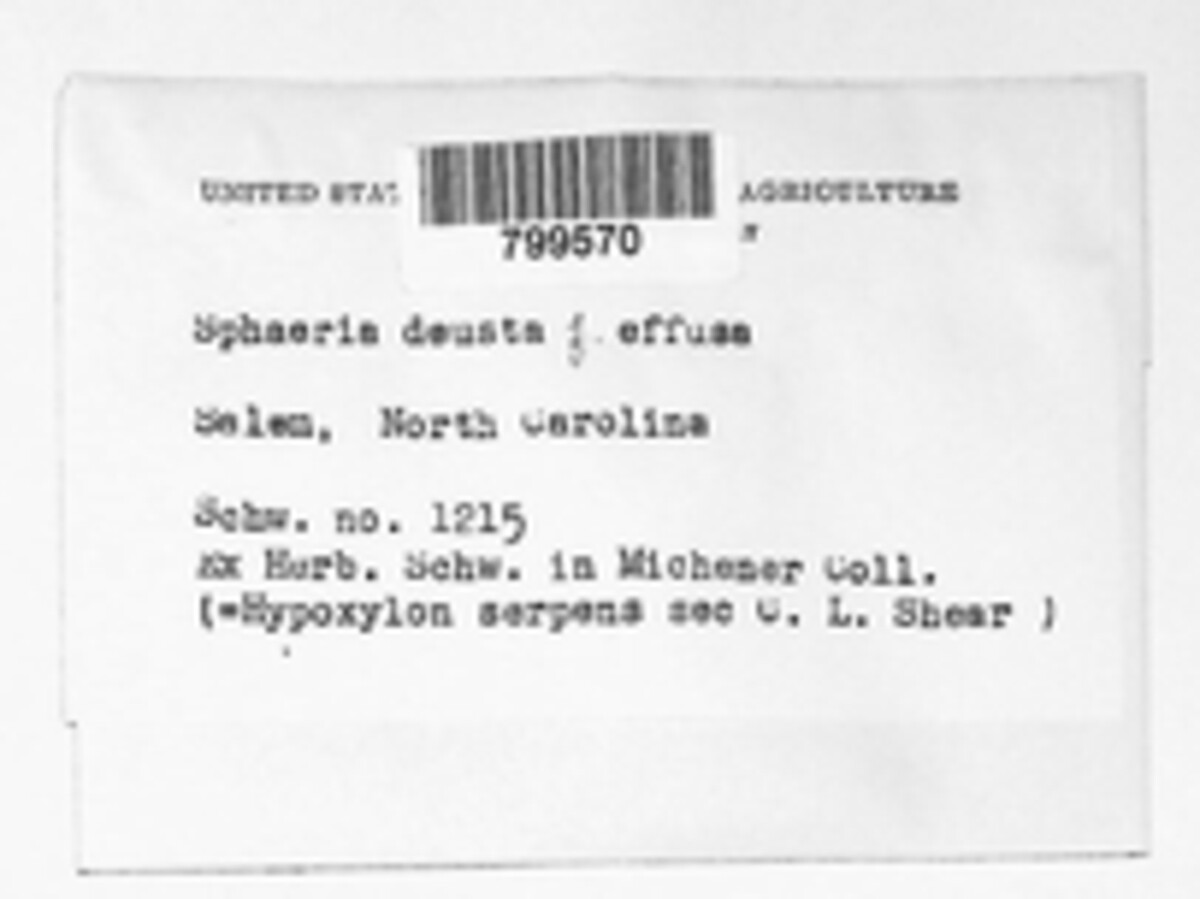 UNITED STAT AGRICULTURE
799570
Sphaeria deusta f. effusa
Salem, North Carolina
Schw. no. 1215
Ex Herb. Schw. in Michener Coll.
(=Hypoxylon serpens sec C. L. Shear )